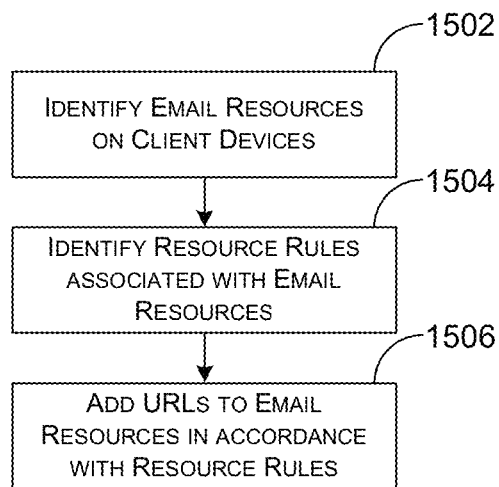 1502
IDENTIFY EMAIL RESOURCES
ON CLIENT DEVICES
1504
IDENTIFY RESOURCE RULES
ASSOCIATED WITH EMAIL
RESOURCES
1506
ADD URLS TO EMAIL
RESOURCES IN ACCORDANCE
WITH RESOURCE RULES